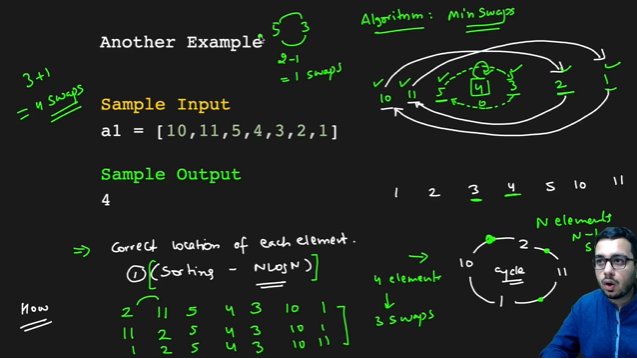 Algorithm: Min Swaps
5 3
Another Example
2-1
= 1 swaps
3+1
= 4 swaps
10 11 5 4 3 2 1
0
Sample Input
a1 = [10,11,5,4,3,2,1]
Sample Output
4
1 2 3 4 5 10 11
N elements
N-1
=> Correct location of each element.
① (Sorting - NlogN)
4 elements
3 swaps
2
10 cycle 11
1
How
2 11 5 4 3 10 1
11 2 5 4 3 10 1
1 2 5 4 3 10 11